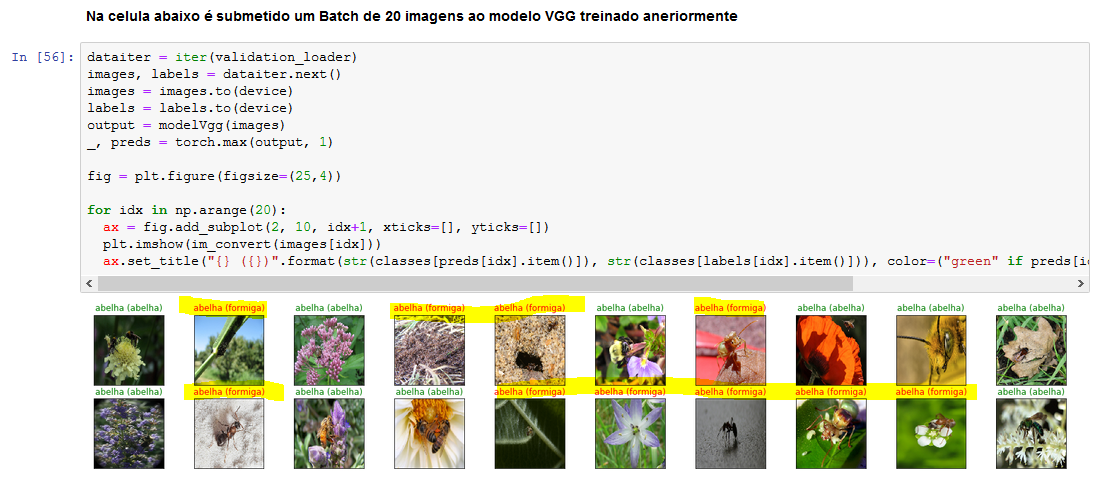 Na celula abaixo é submetido um Batch de 20 imagens ao modelo VGG treinado aneriormente
In [56]:
dataiter = iter(validation_loader)
images, labels = dataiter.next()
images = images.to(device)
labels = labels.to(device)
output = modelVgg(images)
_, preds = torch.max(output, 1)
fig = plt.figure(figsize=(25,4))
for idx in np.arange(20):
ax = fig.add_subplot(2, 10, idx+1, xticks=[], yticks=[])
plt.imshow(im_convert(images[idx]))
ax.set_title("{} ({})".format(str(classes[preds[idx].item()]), str(classes[labels[idx].item()])), color=("green" if preds[i
abelha (abelha) abelha (formiga) abelha (abelha) abelha (formiga) abelha (formiga) abelha (abelha) abelha (formiga) abelha (abelha) abelha (abelha) abelha (abelha)
abelha (abelha) abelha (formiga) abelha (abelha) abelha (abelha) abelha (formiga) abelha (formiga) abelha (formiga) abelha (formiga) abelha (formiga) abelha (abelha)